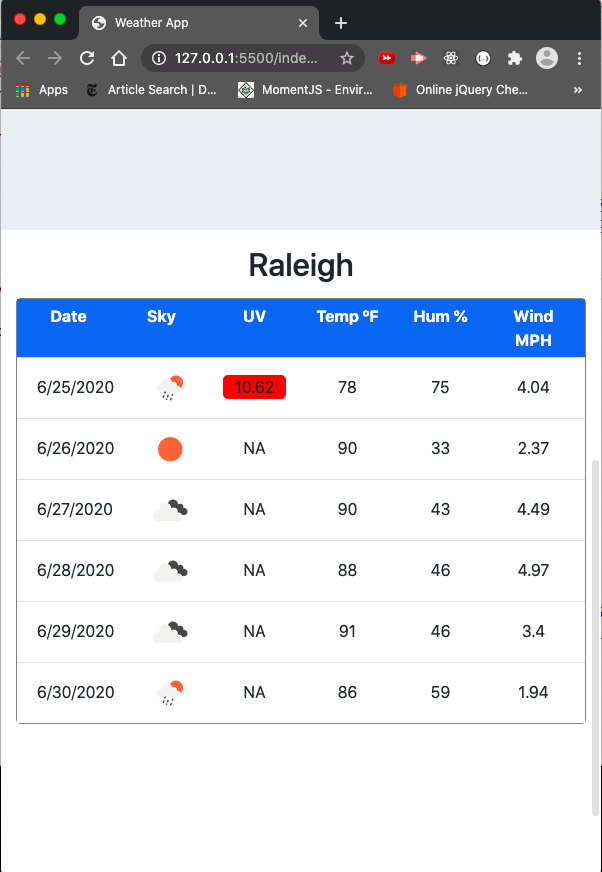 Weather App
127.0.0.1:5500/inde...
Apps
Article Search | D...
MomentJS - Envir...
Online jQuery Che...
»
Raleigh
Date Sky UV Temp ºF Hum % Wind MPH
6/25/2020 10.62 78 75 4.04
6/26/2020 NA 90 33 2.37
6/27/2020 NA 90 43 4.49
6/28/2020 NA 88 46 4.97
6/29/2020 NA 91 46 3.4
6/30/2020 NA 86 59 1.94